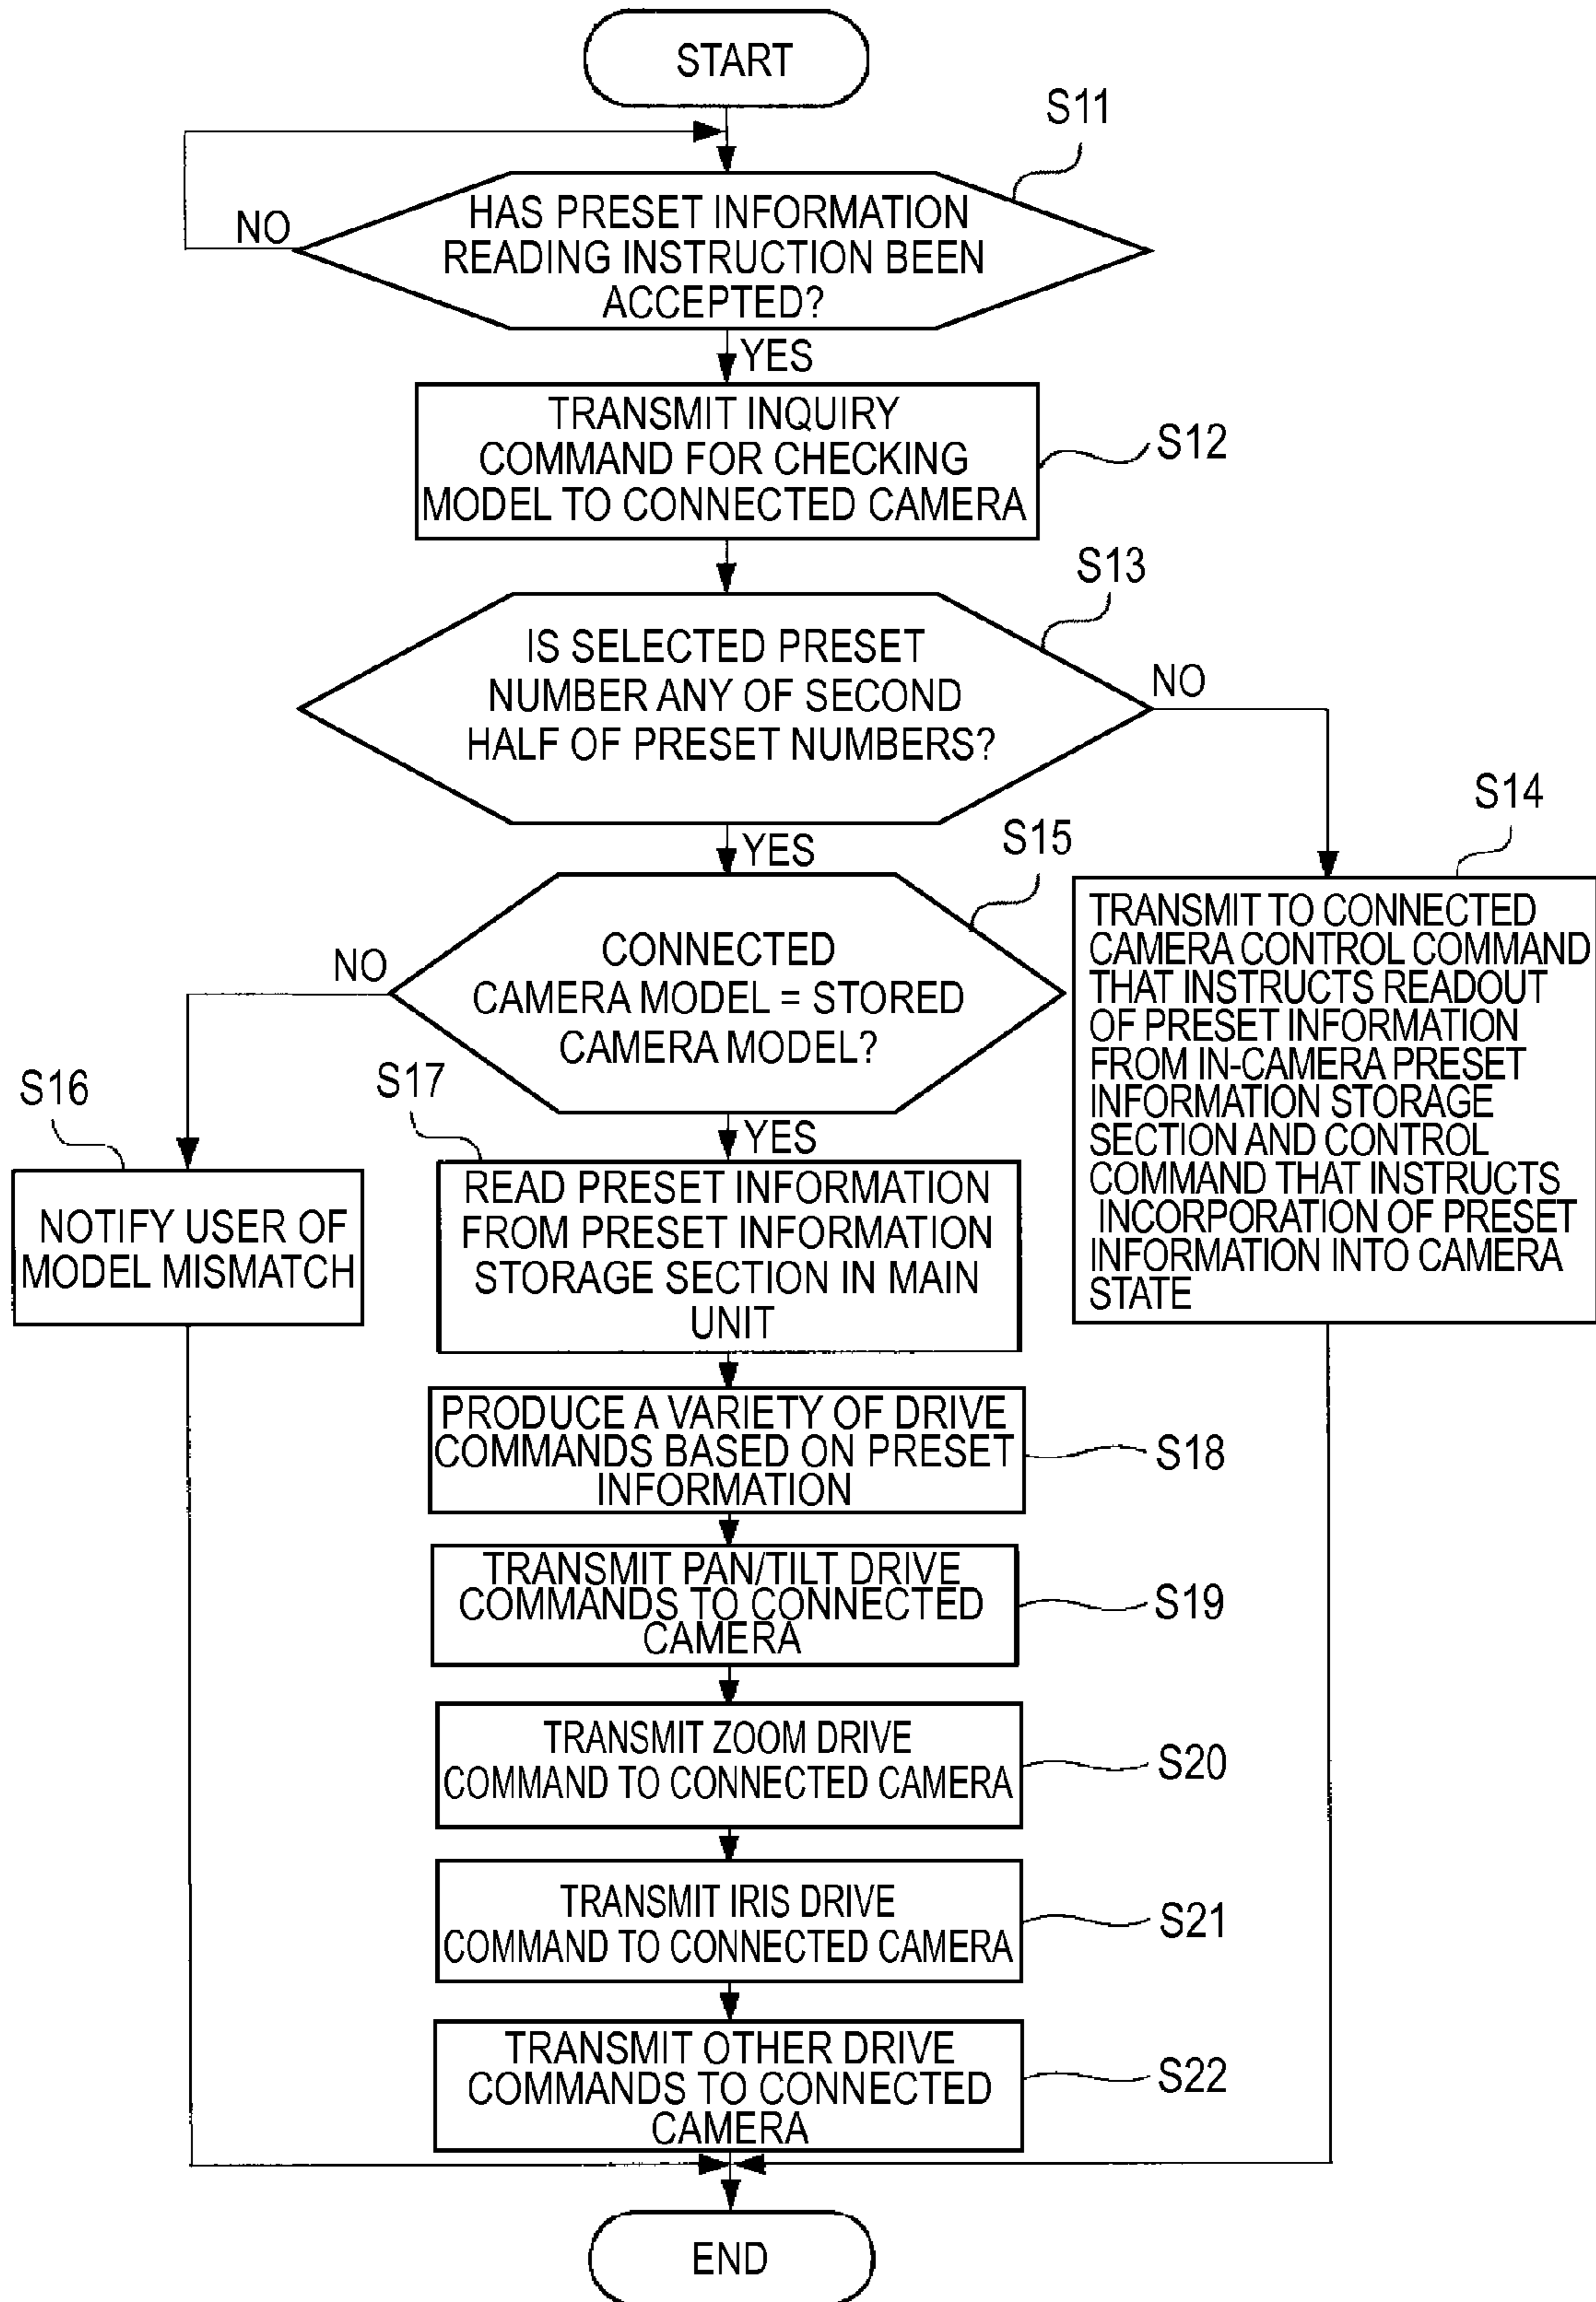 START
S11
HAS PRESET INFORMATION
READING INSTRUCTION BEEN
ACCEPTED?
NO
YES
TRANSMIT INQUIRY
COMMAND FOR CHECKING
MODEL TO CONNECTED CAMERA
S12
S13
IS SELECTED PRESET
NUMBER ANY OF SECOND
HALF OF PRESET NUMBERS?
NO
YES
S14
TRANSMIT TO CONNECTED
CAMERA CONTROL COMMAND
THAT INSTRUCTS READOUT
OF PRESET INFORMATION
FROM IN-CAMERA PRESET
INFORMATION STORAGE
SECTION AND CONTROL
COMMAND THAT INSTRUCTS
INCORPORATION OF PRESET
INFORMATION INTO CAMERA
STATE
S15
CONNECTED
CAMERA MODEL = STORED
CAMERA MODEL?
NO
YES
S16
NOTIFY USER OF
MODEL MISMATCH
S17
READ PRESET INFORMATION
FROM PRESET INFORMATION
STORAGE SECTION IN MAIN
UNIT
PRODUCE A VARIETY OF DRIVE
COMMANDS BASED ON PRESET
INFORMATION
S18
TRANSMIT PAN/TILT DRIVE
COMMANDS TO CONNECTED
CAMERA
S19
TRANSMIT ZOOM DRIVE
COMMAND TO CONNECTED CAMERA
S20
TRANSMIT IRIS DRIVE
COMMAND TO CONNECTED CAMERA
S21
TRANSMIT OTHER DRIVE
COMMANDS TO CONNECTED
CAMERA
S22
END